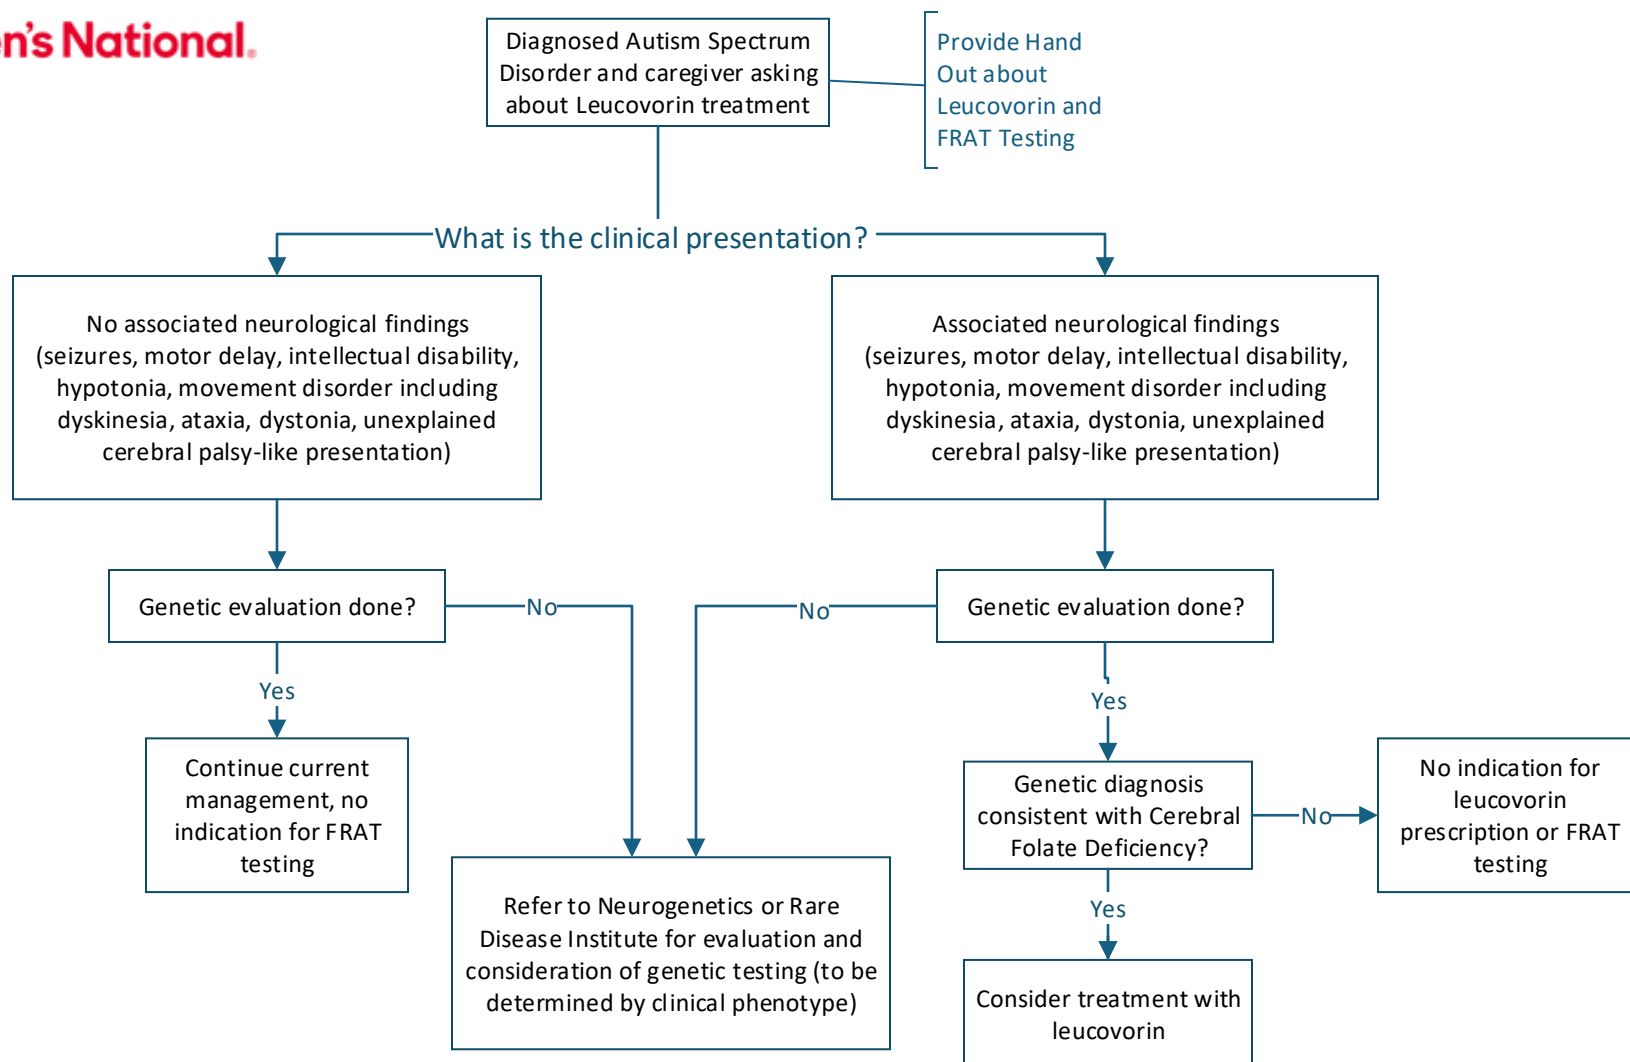 en's National.
Diagnosed Autism Spectrum
Disorder and caregiver asking
about Leucovorin treatment
Provide Hand
Out about
Leucovorin and
FRAT Testing
What is the clinical presentation?
No associated neurological findings
(seizures, motor delay, intellectual disability,
hypotonia, movement disorder including
dyskinesia, ataxia, dystonia, unexplained
cerebral palsy-like presentation)
Associated neurological findings
(seizures, motor delay, intellectual disability,
hypotonia, movement disorder including
dyskinesia, ataxia, dystonia, unexplained
cerebral palsy-like presentation)
Genetic evaluation done?
No
No
Genetic evaluation done?
Yes
Yes
Continue current
management, no
indication for FRAT
testing
Refer to Neurogenetics or Rare
Disease Institute for evaluation and
consideration of genetic testing (to be
determined by clinical phenotype)
Genetic diagnosis
consistent with Cerebral
Folate Deficiency?
No
No indication for
leucovorin
prescription or FRAT
testing
Yes
Consider treatment with
leucovorin